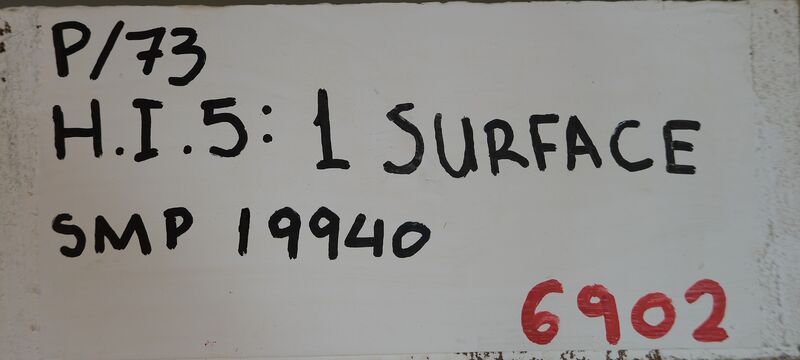 P/73
H.I.5: 1 SURFACE
SMP 19940
6902